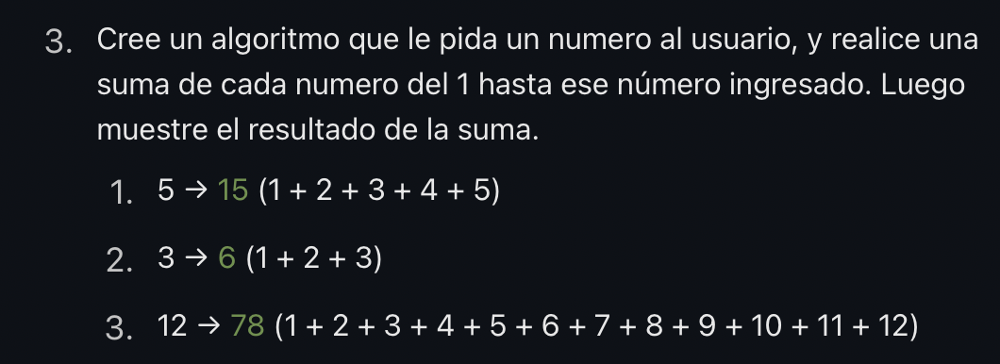 3. Cree un algoritmo que le pida un numero al usuario, y realice una
suma de cada numero del 1 hasta ese número ingresado. Luego
muestre el resultado de la suma.
1. 5 → 15 (1 + 2 + 3 + 4 + 5)
2. 3 → 6 (1 + 2 + 3)
3. 12 → 78 (1 + 2 + 3 + 4 + 5 + 6 + 7 + 8 + 9 + 10 + 11 + 12)